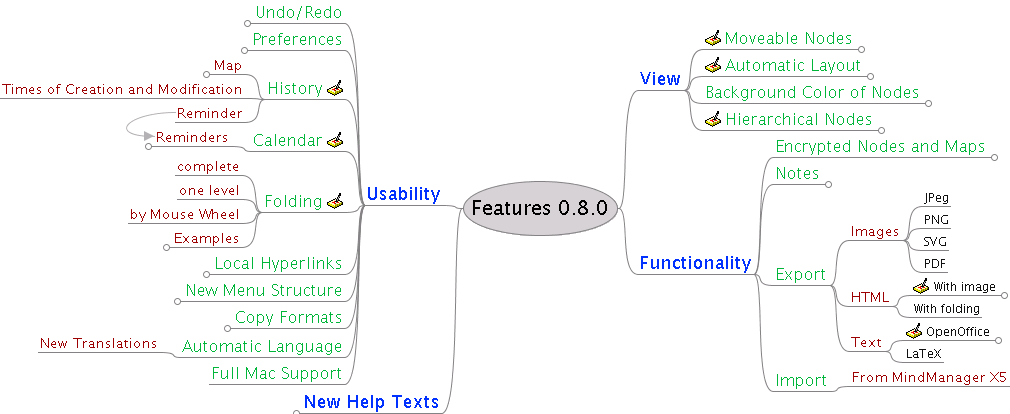 Features 0.8.0
Usability
Undo/Redo
Preferences
History
Map
Times of Creation and Modification
Reminder
Calendar
Reminders
Folding
complete
one level
by Mouse Wheel
Examples
Local Hyperlinks
New Menu Structure
Copy Formats
Automatic Language
New Translations
Full Mac Support
New Help Texts
View
Moveable Nodes
Automatic Layout
Background Color of Nodes
Hierarchical Nodes
Functionality
Encrypted Nodes and Maps
Notes
Export
Images
JPeg
PNG
SVG
PDF
HTML
With image
With folding
Text
OpenOffice
LaTeX
Import
From MindManager X5